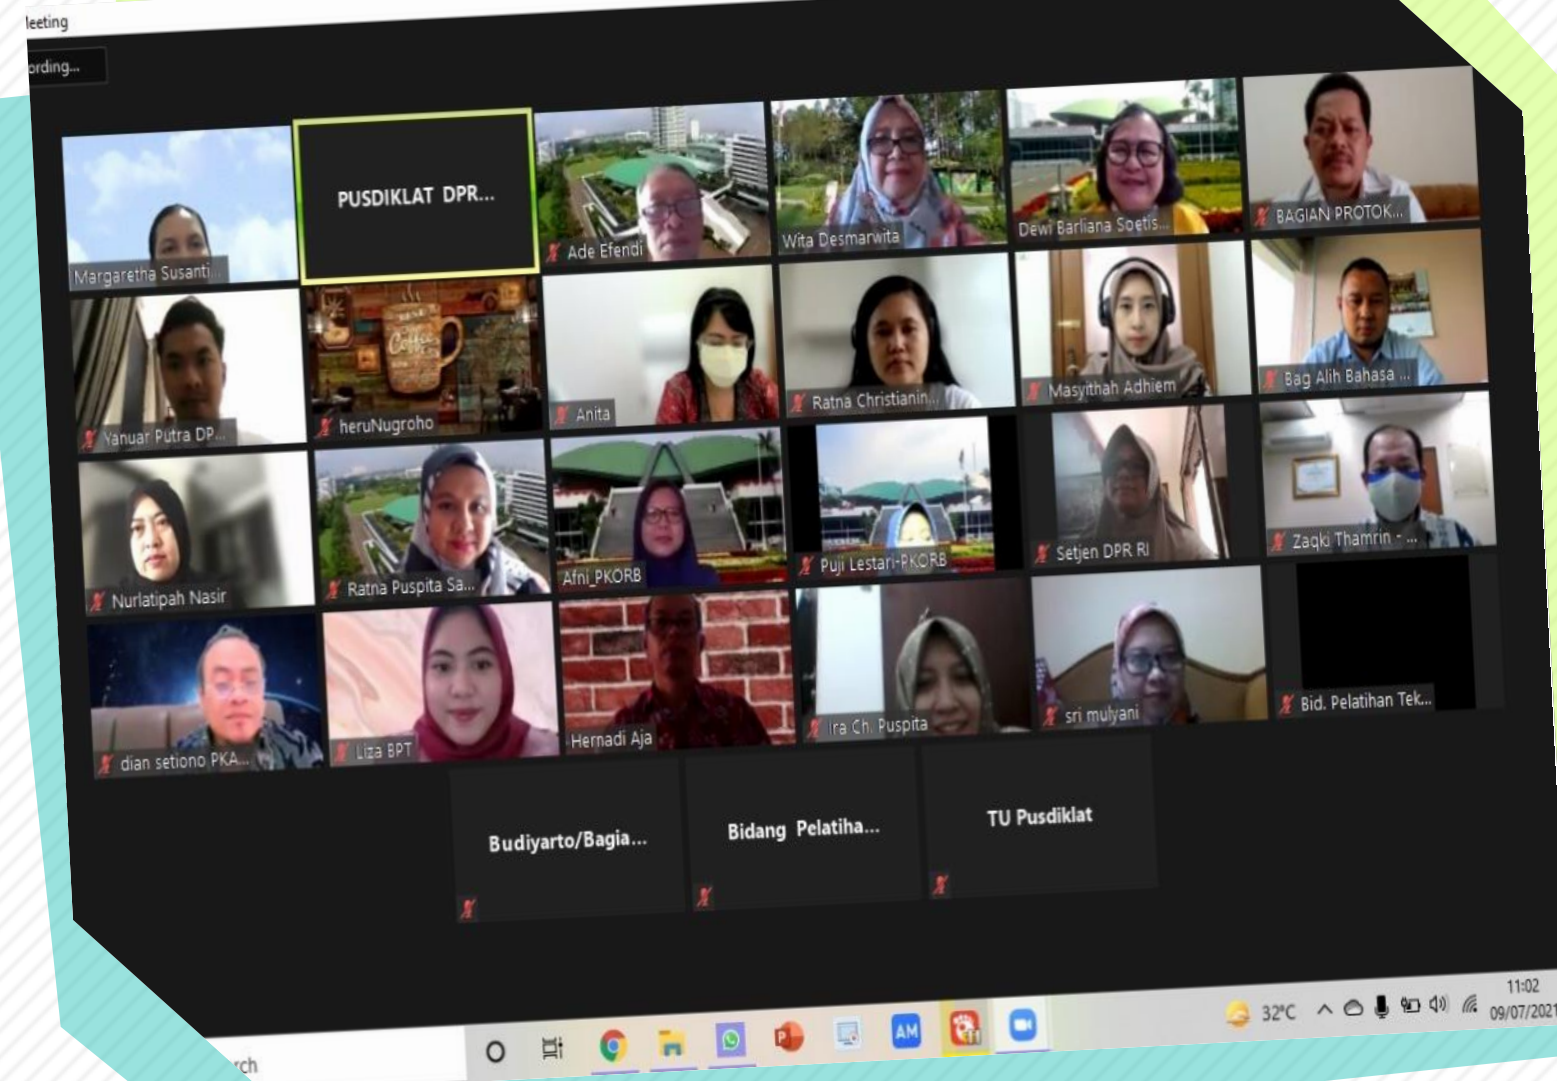 leeting
ording...
Margaretha Susanti...
PUSDIKLAT DPR...
Ade Efendi
Wita Desmarwita
Dewi Barliana Soetis...
BAGIAN PROTOK...
Yanuar Putra DP...
heruNugroho
Coffee
Anita
Ratna Christianin...
Masyithah Adhiem
Bag Alih Bahasa ...
Nurlatipah Nasir
Ratna Puspita Sa...
Afni_PKORB
Puji Lestari-PKORB
Setjen DPR RI
Zaqki Thamrin - ...
dian setiono PKA...
Liza BPT
Hernadi Aja
Ira Ch. Puspita
sri mulyani
Bid. Pelatihan Tek...
Budiyarto/Bagia...
Bidang Pelatiha...
TU Pusdiklat
rch
AM
32°C
11:02
09/07/2021